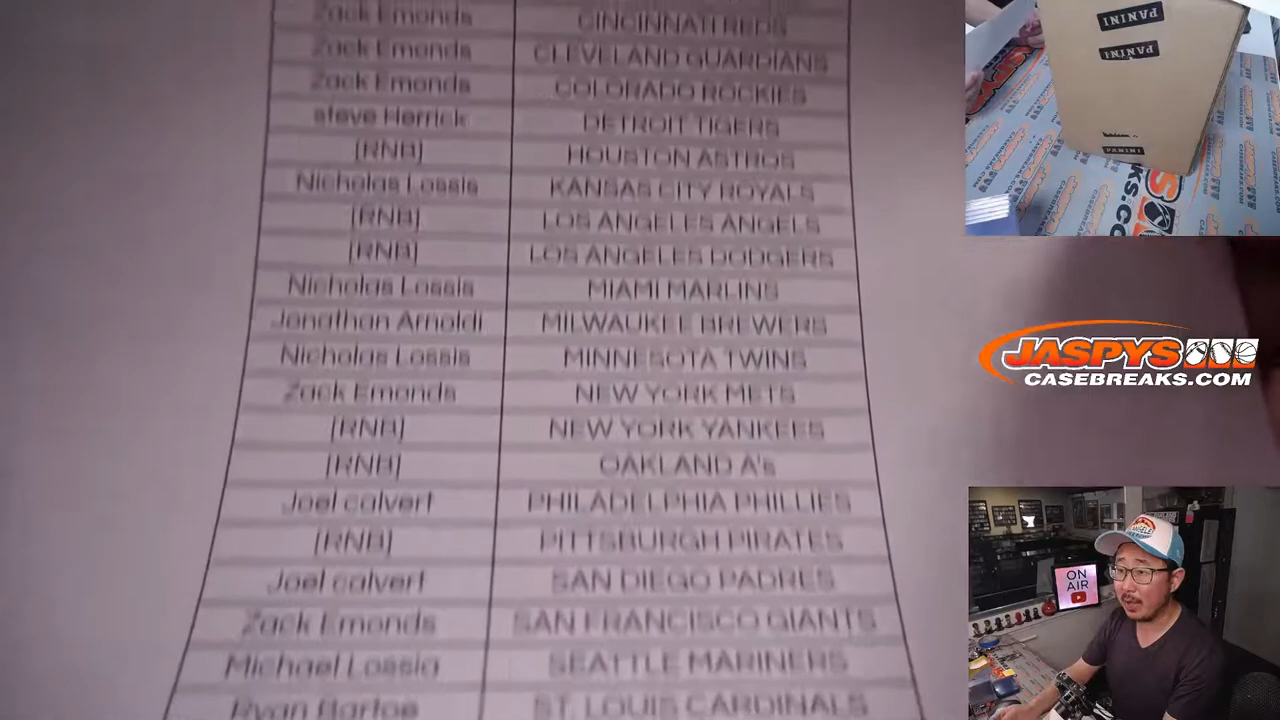 Zack Emonds CINCINNATI REDS
Zack Emonds CLEVELAND GUARDIANS
Zack Emonds COLORADO ROCKIES
steve Herrick DETROIT TIGERS
[RNB] HOUSTON ASTROS
Nicholas Lossis KANSAS CITY ROYALS
[RNB] LOS ANGELES ANGELS
[RNB] LOS ANGELES DODGERS
Nicholas Lossis MIAMI MARLINS
Jonathan Arnoldi MILWAUKEE BREWERS
Nicholas Lossis MINNESOTA TWINS
Zack Emonds NEW YORK METS
[RNB] NEW YORK YANKEES
[RNB] OAKLAND A's
Joel calvert PHILADELPHIA PHILLIES
[RNB] PITTSBURGH PIRATES
Joel calvert SAN DIEGO PADRES
Zack Emonds SAN FRANCISCO GIANTS
Michael Lossig SEATTLE MARINERS
Ryan Bartoe ST. LOUIS CARDINALS
PANINI
PANINI
PANINI
JASPYS
CASEBREAKS.COM
ON
AIR